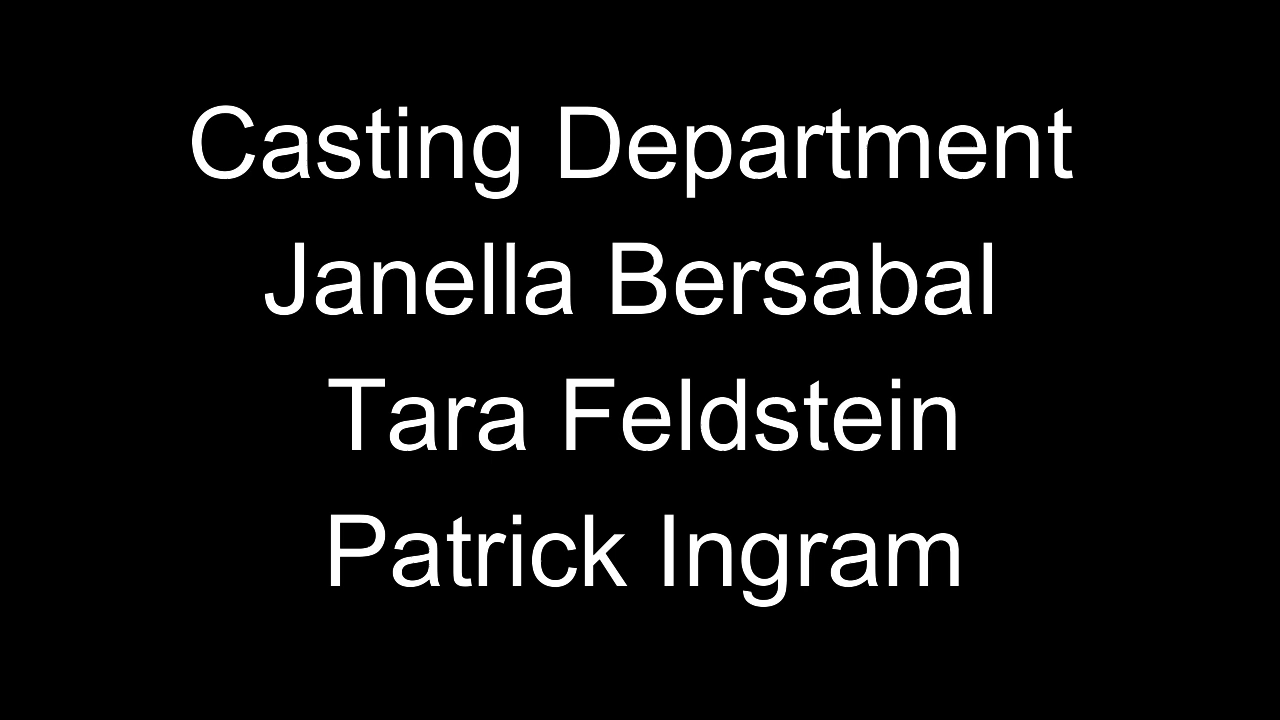 Casting Department
Janella Bersabal
Tara Feldstein
Patrick Ingram